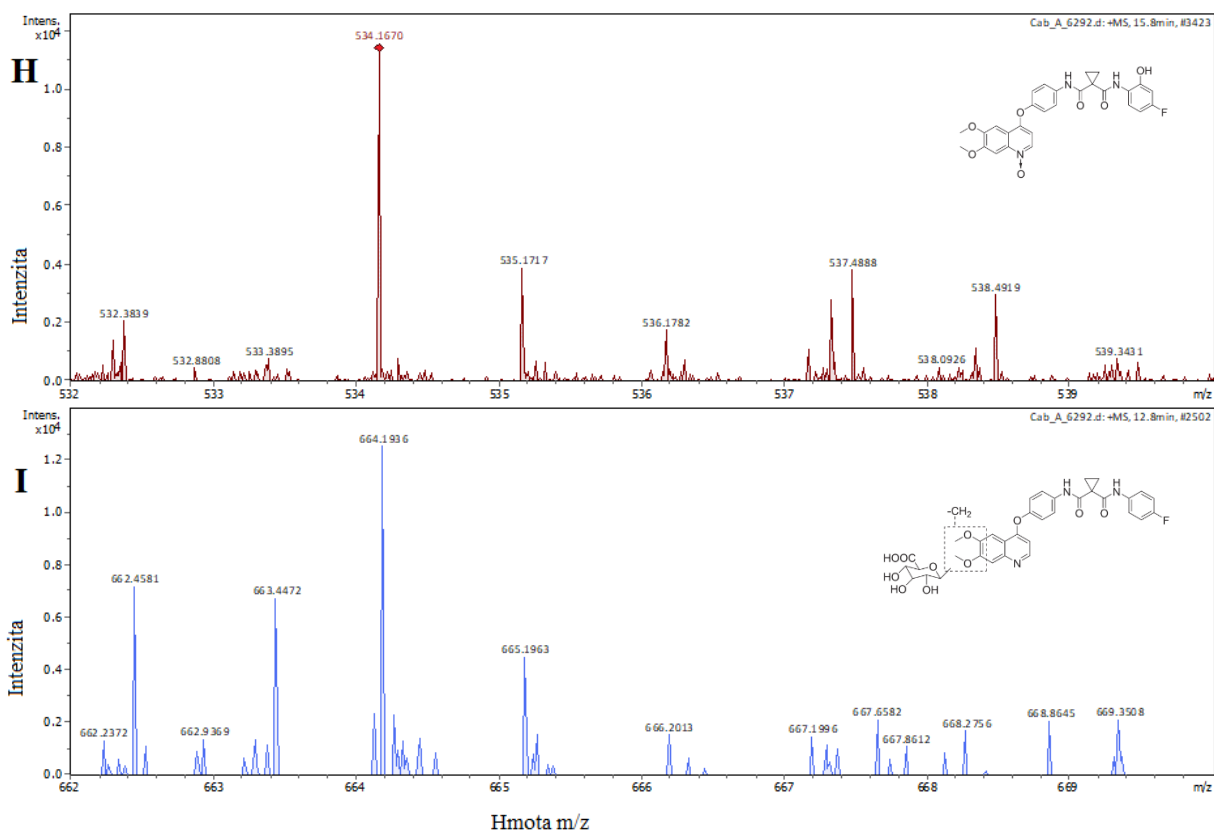 Intens.
x10⁴
Cab_A_6292.d: +MS, 15.8min, #3423
H
Intenzita
1.0
0.8
0.6
0.4
0.2
0.0
534.1670
532.3839
532.8808
533.3895
535.1717
536.1782
537.4888
538.0926
538.4919
539.3431
OH
H
N
H
N
O
O
F
O
O
O
N
O
532
533
534
535
536
537
538
539
m/z
Intens.
x10⁴
Cab_A_6292.d: +MS, 12.8min, #2502
I
Intenzita
1.2
1.0
0.8
0.6
0.4
0.2
0.0
664.1936
662.4581
663.4472
662.2372
662.9369
665.1963
666.2013
667.1996
667.6582
667.8612
668.2756
668.8645
669.3508
H
N
H
N
O
O
F
-CH₂
O
O
O
N
HOOC
O
HO
HO
OH
662
663
664
665
666
667
668
669
m/z
Hmota m/z